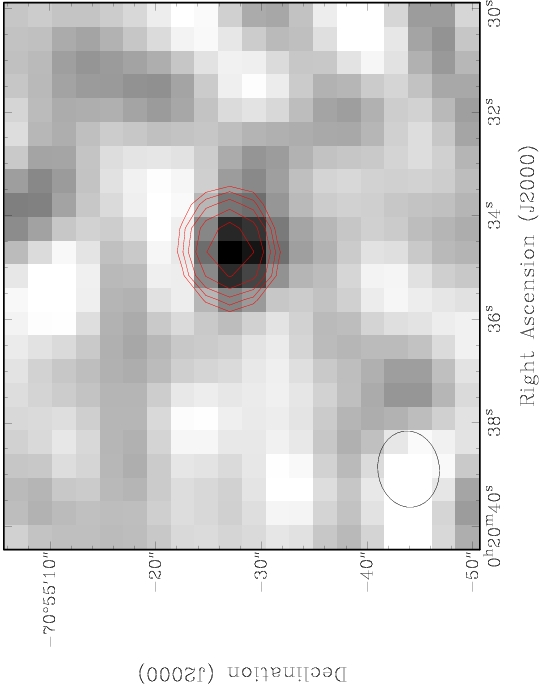 30ˢ
32ˢ
34ˢ
36ˢ
38ˢ
0ʰ20ᵐ40ˢ
Right Ascension (J2000)
−70°55'10"
−20"
−30"
−40"
−50"
Declination (J2000)